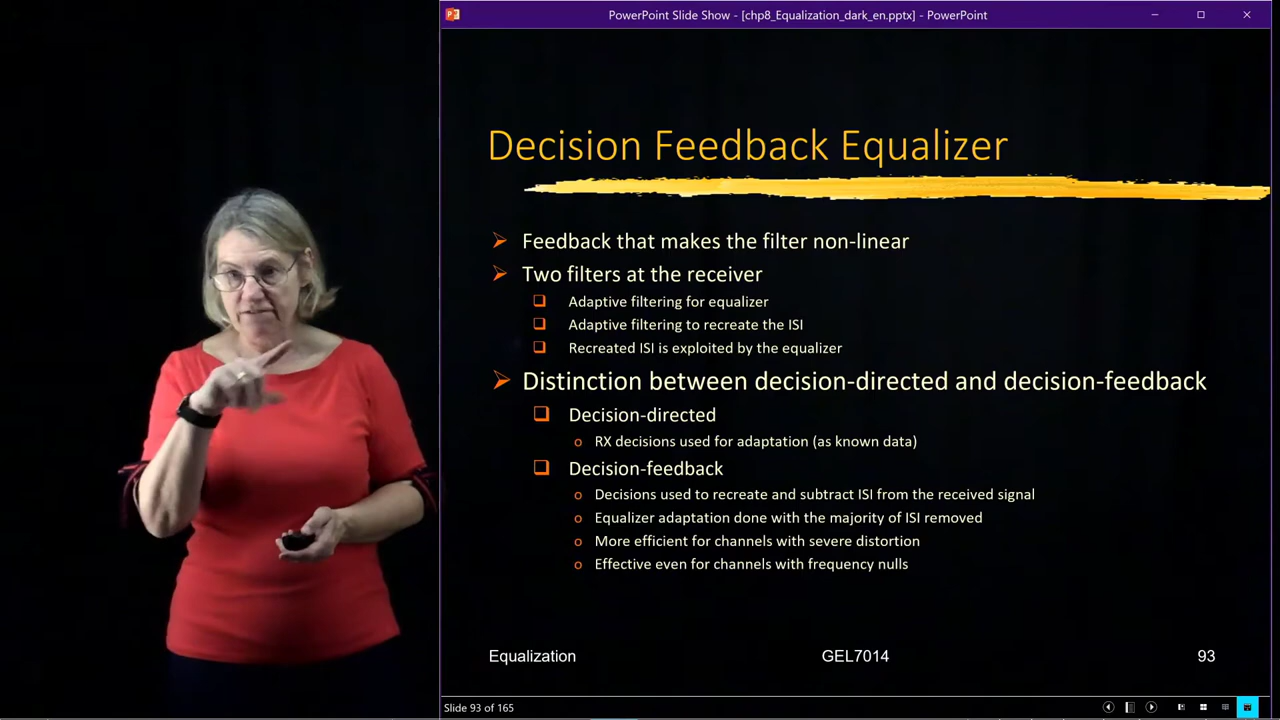 PowerPoint Slide Show - [chp8_Equalization_dark_en.pptx] - PowerPoint
Decision Feedback Equalizer
Feedback that makes the filter non-linear
Two filters at the receiver
Adaptive filtering for equalizer
Adaptive filtering to recreate the ISI
Recreated ISI is exploited by the equalizer
Distinction between decision-directed and decision-feedback
Decision-directed
o RX decisions used for adaptation (as known data)
Decision-feedback
o Decisions used to recreate and subtract ISI from the received signal
o Equalizer adaptation done with the majority of ISI removed
o More efficient for channels with severe distortion
o Effective even for channels with frequency nulls
Equalization GEL7014 93
Slide 93 of 165